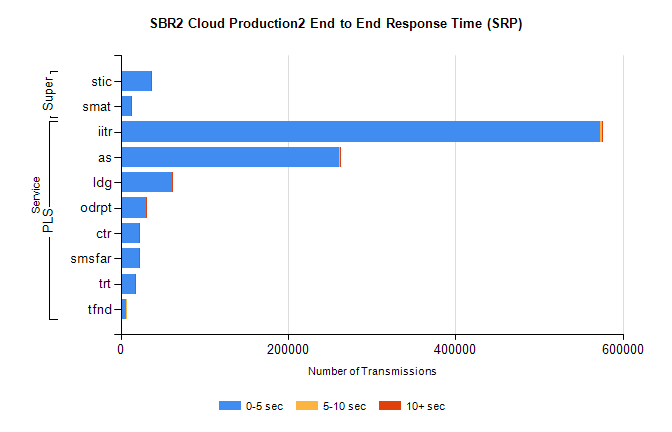 SBR2 Cloud Production2 End to End Response Time (SRP)
Super
stic
smat
Service
PLS
iitr
as
ldg
odrpt
ctr
smsfar
trt
tfnd
0
200000
400000
600000
Number of Transmissions
0-5 sec
5-10 sec
10+ sec